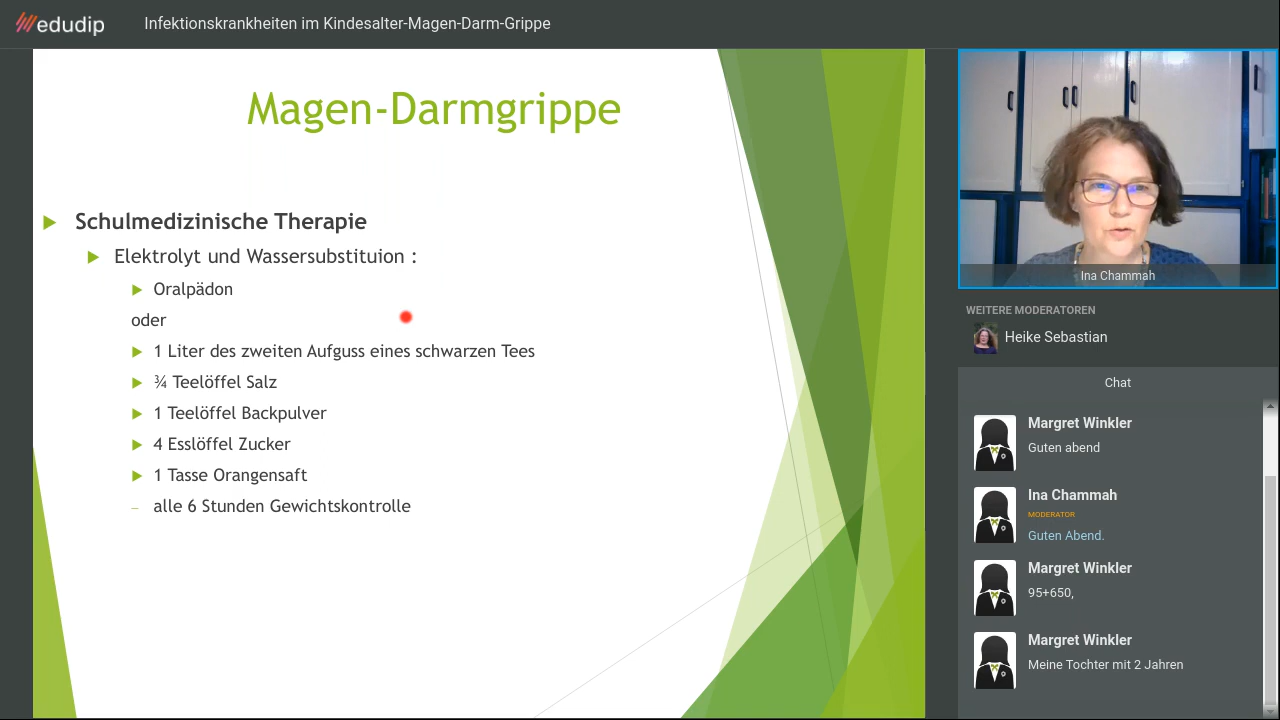 edudip
Infektionskrankheiten im Kindesalter-Magen-Darm-Grippe
Magen-Darmgrippe
Schulmedizinische Therapie
Elektrolyt und Wassersubstituion :
Oralpädon
oder
1 Liter des zweiten Aufguss eines schwarzen Tees
¾ Teelöffel Salz
1 Teelöffel Backpulver
4 Esslöffel Zucker
1 Tasse Orangensaft
– alle 6 Stunden Gewichtskontrolle
Ina Chammah
WEITERE MODERATOREN
Heike Sebastian
Chat
Margret Winkler
Guten abend
Ina Chammah
MODERATOR
Guten Abend.
Margret Winkler
95+650,
Margret Winkler
Meine Tochter mit 2 Jahren